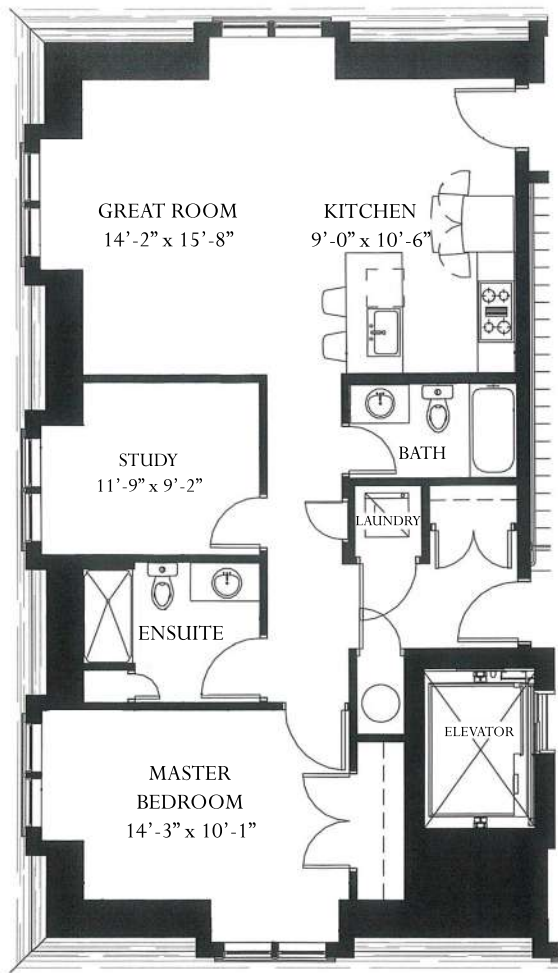 GREAT ROOM
14’-2” x 15’-8”
KITCHEN
9’-0” x 10’-6”
STUDY
11’-9” x 9’-2”
BATH
LAUNDRY
ENSUITE
ELEVATOR
MASTER
BEDROOM
14’-3” x 10’-1”